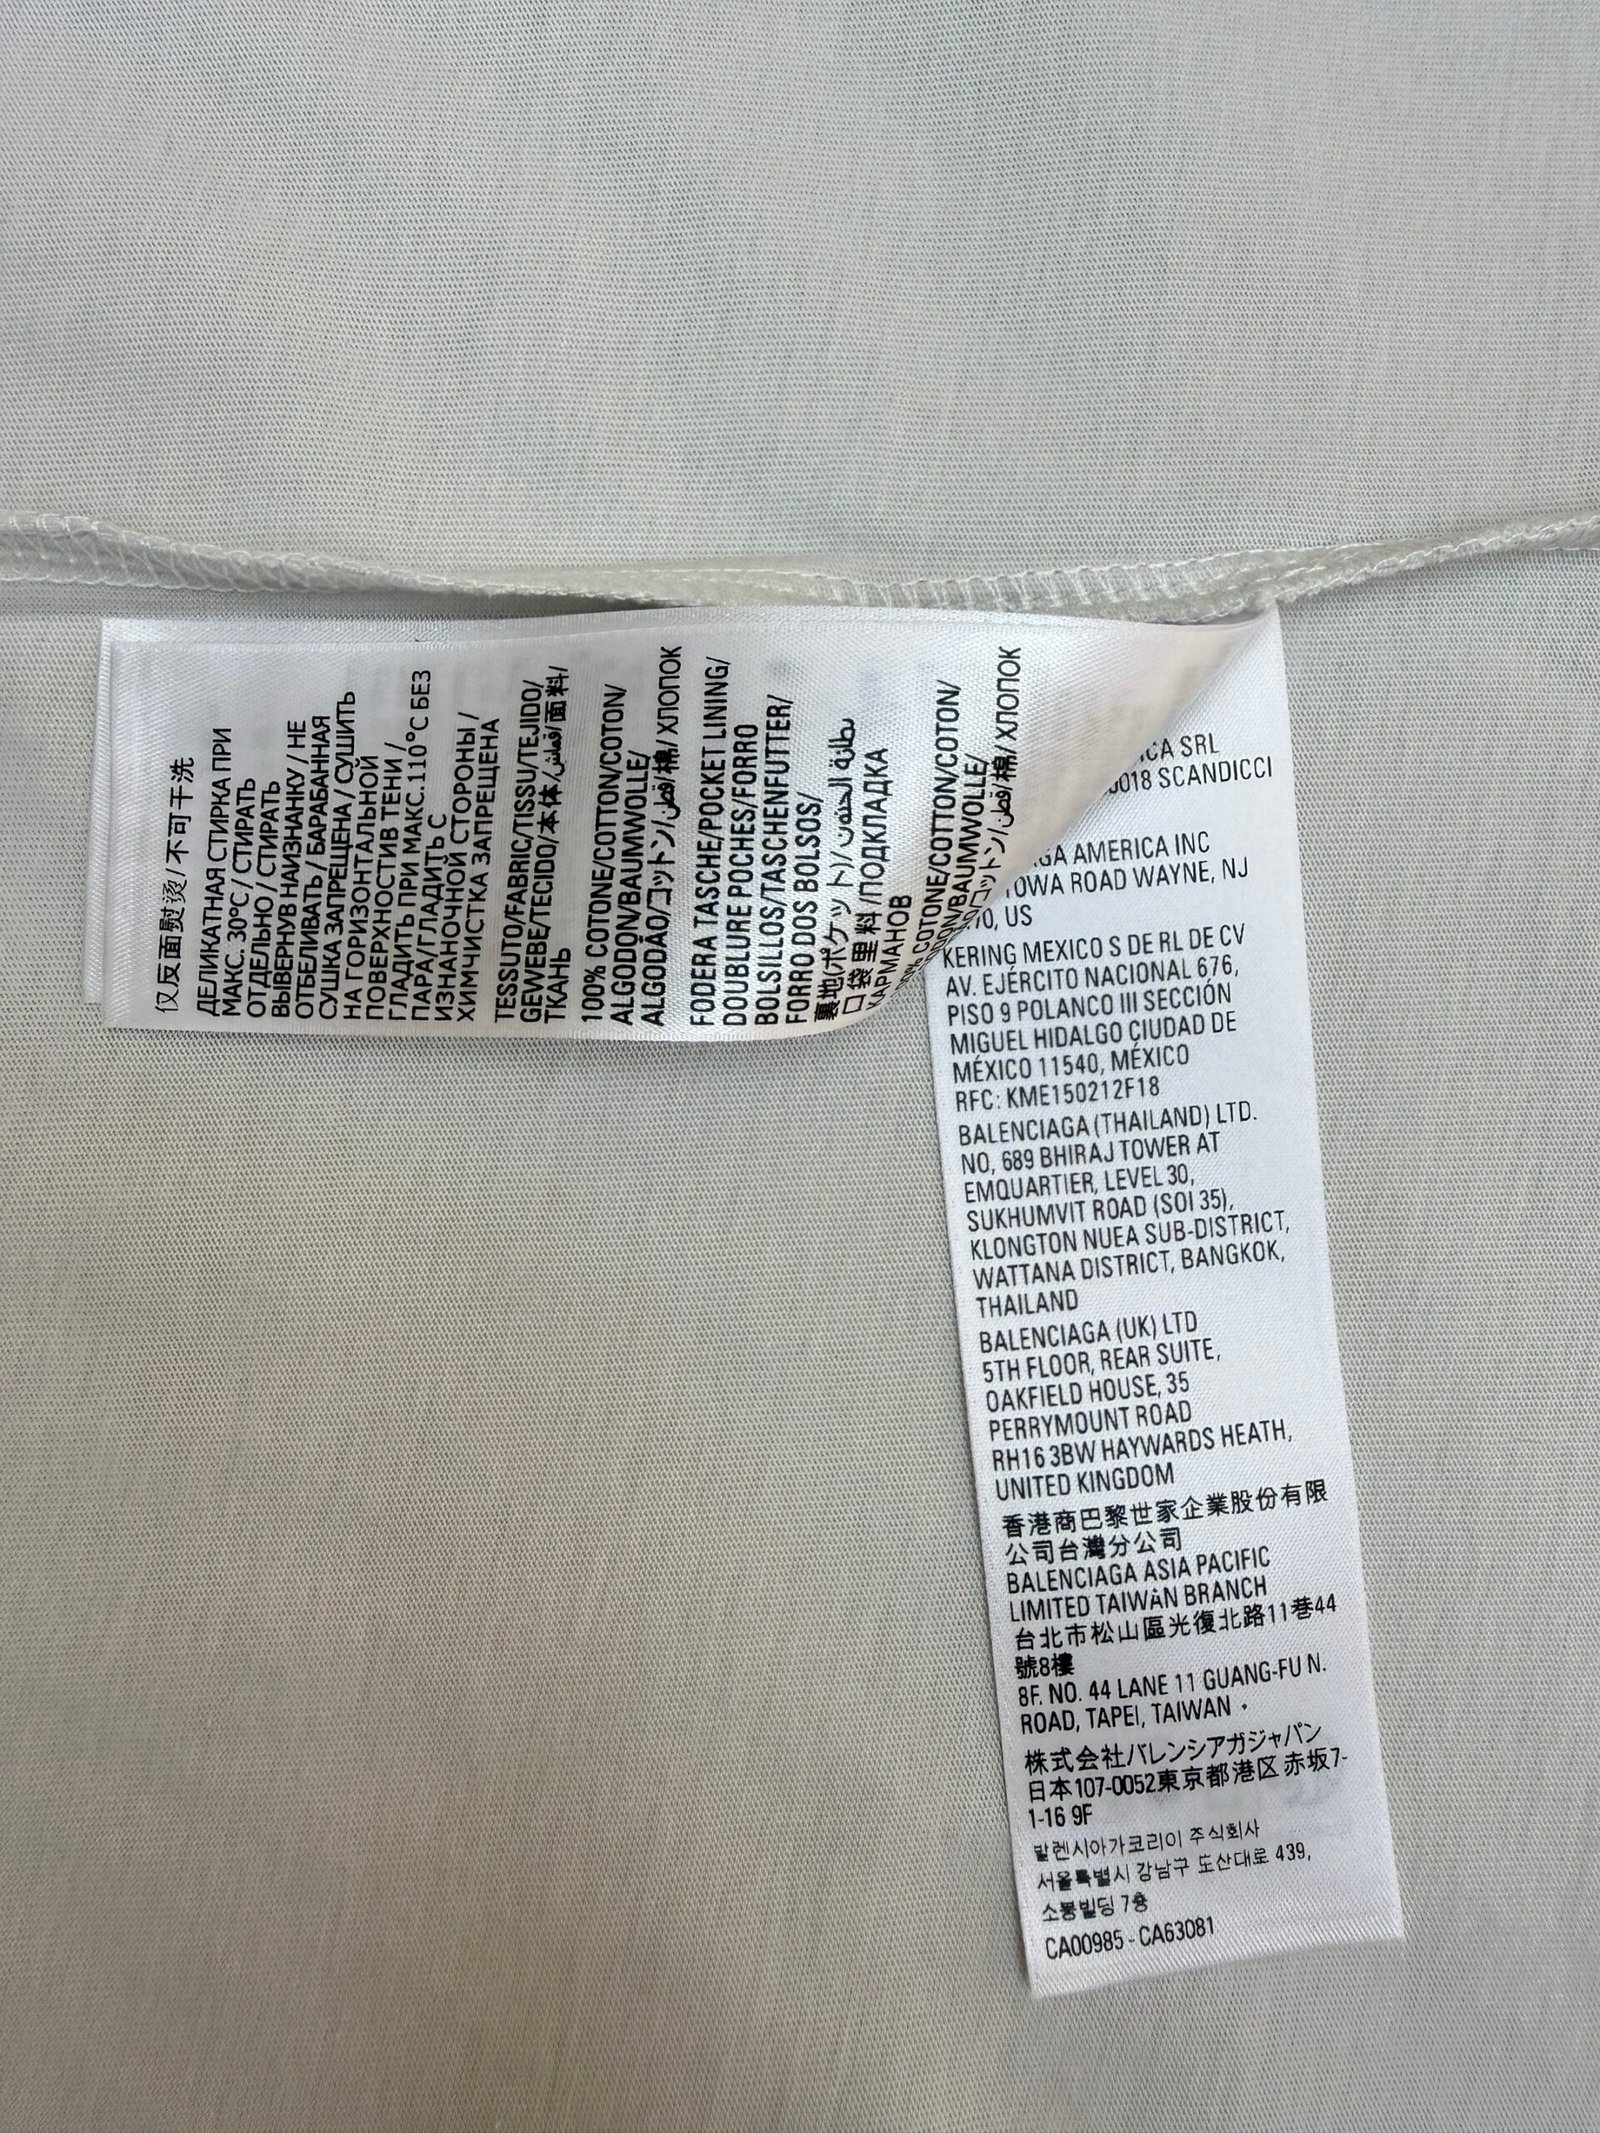 仅反面熨烫/不可干洗
ДЕЛИКАТНАЯ СТИРКА ПРИ
МАКС. 30°C / СТИРАТЬ
ОТДЕЛЬНО / СТИРАТЬ
ВЫВЕРНУВ НАИЗНАНКУ / НЕ
ОТБЕЛИВАТЬ / БАРАБАННАЯ
СУШКА ЗАПРЕЩЕНА / СУШИТЬ
НА ГОРИЗОНТАЛЬНОЙ
ПОВЕРХНОСТИВ ТЕНИ /
ГЛАДИТЬ ПРИ МАКС.110°C БЕЗ
ПАРА/ГЛАДИТЬ С
ИЗНАНОЧНОЙ СТОРОНЫ /
ХИМЧИСТКА ЗАПРЕЩЕНА
TESSUTO/FABRIC/TISSU/TEJIDO/
GEWEBE/TECIDO/本体/قماش/面料/
ТКАНЬ
100% COTONE/COTTON/COTON/
ALGODON/BAUMWOLLE/
ALGODÃO/コットン/قطن/棉/ ХЛОПОК
FODERA TASCHE/POCKET LINING/
DOUBLURE POCHES/FORRO
BOLSILLOS/TASCHENFUTTER/
FORRO DOS BOLSOS/
裏地(ポケット)/بطانة
口袋里料/ПОДКЛАДКА
КАРМАНОВ
COTONE/COTTON/COTON/
BAUMWOLLE/
コットン/قطن/棉/ ХЛОПОК
SRL
SCANDICCI
AMERICA INC
ROAD WAYNE, NJ
US
KERING MEXICO S DE RL DE CV
AV. EJÉRCITO NACIONAL 676,
PISO 9 POLANCO III SECCIÓN
MIGUEL HIDALGO CIUDAD DE
MÉXICO 11540, MÉXICO
RFC: KME150212F18
BALENCIAGA (THAILAND) LTD.
NO, 689 BHIRAJ TOWER AT
EMQUARTIER, LEVEL 30,
SUKHUMVIT ROAD (SOI 35),
KLONGTON NUEA SUB-DISTRICT,
WATTANA DISTRICT, BANGKOK,
THAILAND
BALENCIAGA (UK) LTD
5TH FLOOR, REAR SUITE,
OAKFIELD HOUSE, 35
PERRYMOUNT ROAD
RH16 3BW HAYWARDS HEATH,
UNITED KINGDOM
香港商巴黎世家企業股份有限
公司台灣分公司
BALENCIAGA ASIA PACIFIC
LIMITED TAIWAN BRANCH
台北市松山區光復北路11巷44
號8樓
8F. NO. 44 LANE 11 GUANG-FU N.
ROAD, TAPEI, TAIWAN
株式会社バレンシアガジャパン
日本107-0052東京都港区 赤坂7-
1-16 9F
발렌시아가코리아 주식회사
서울특별시 강남구 도산대로 439,
소봉빌딩 7층
CA00985 - CA63081